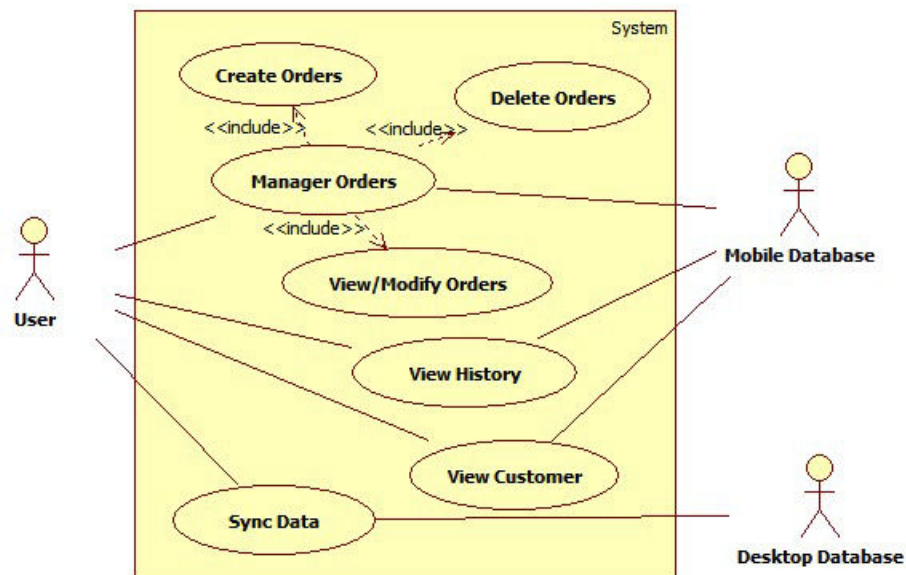 System
Create Orders
Delete Orders
<<include>>
<<include>>
Manager Orders
<<include>>
Mobile Database
View/Modify Orders
User
View History
View Customer
Sync Data
Desktop Database